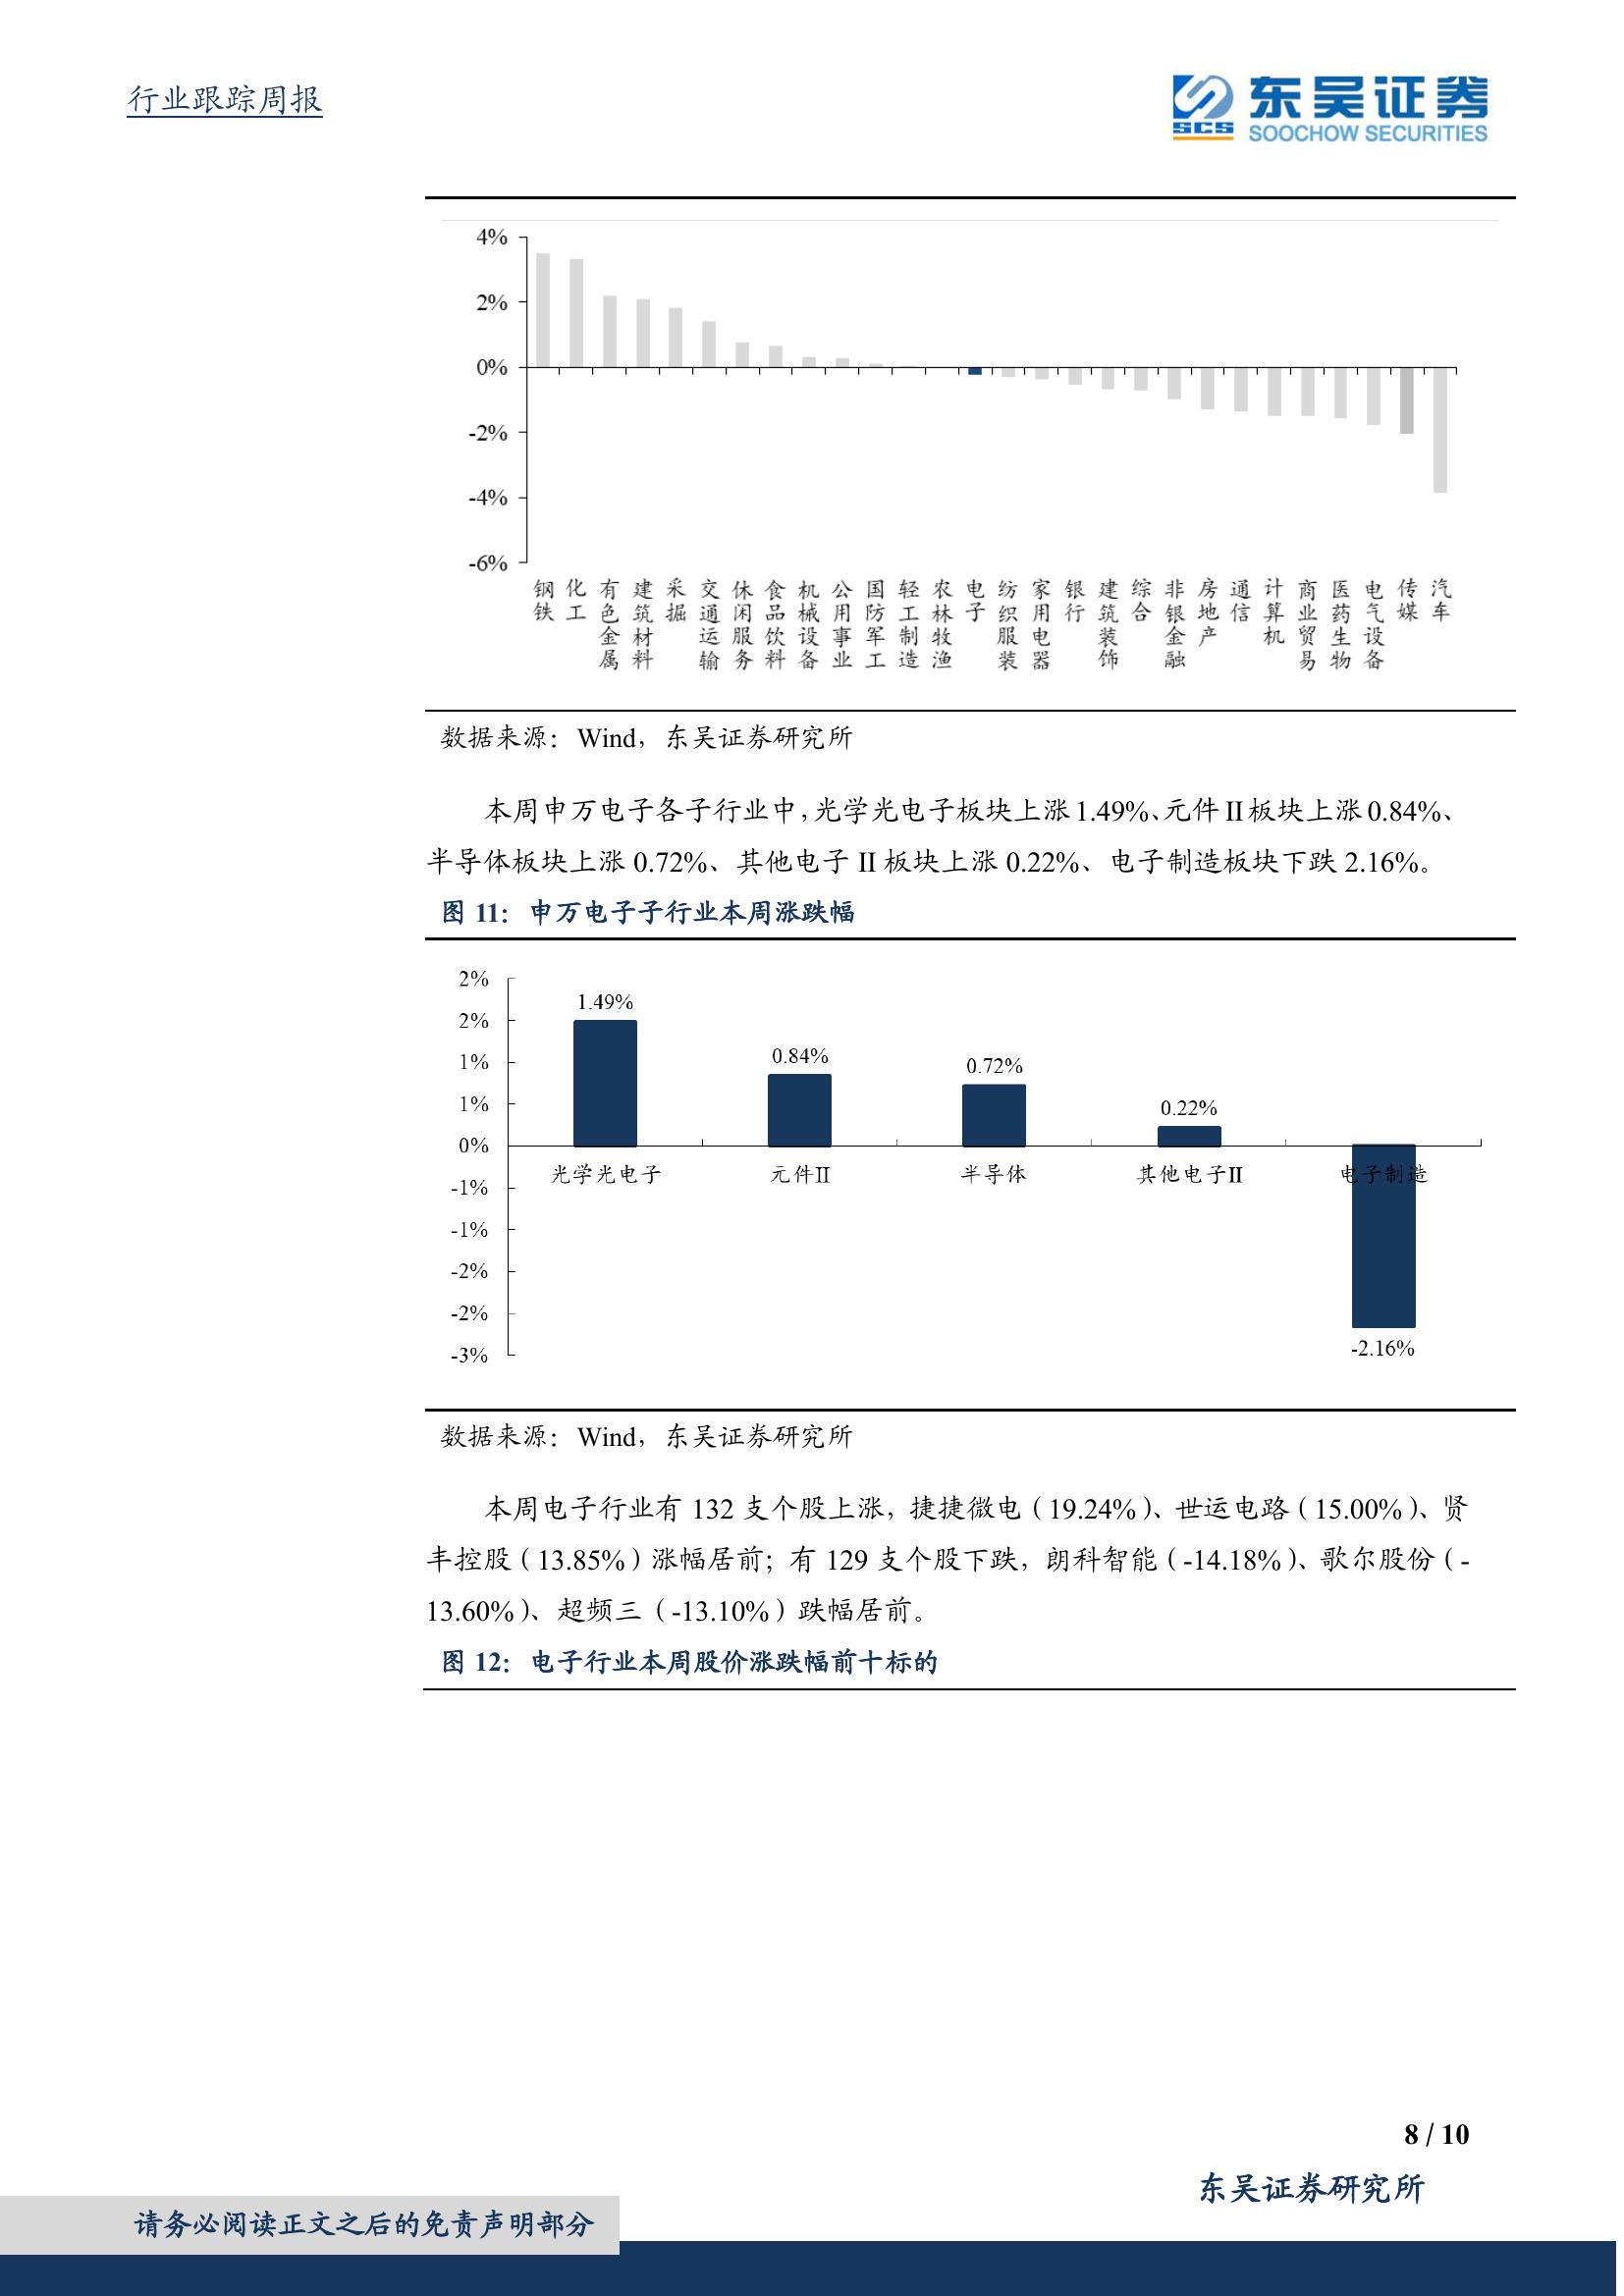 行业跟踪周报
SCS
东吴证券
SOOCHOW SECURITIES
4%
2%
0%
-2%
-4%
-6%
钢铁
化工
有色金属
建筑材料
采掘
交通运输
休闲服务
食品饮料
机械设备
公用事业
国防军工
轻工制造
农林牧渔
电子
纺织服装
家用电器
银行
建筑装饰
综合
非银金融
房地产
通信
计算机
商业贸易
医药生物
电气设备
传媒
汽车
数据来源：Wind，东吴证券研究所
本周申万电子各子行业中，光学光电子板块上涨 1.49%、元件 II 板块上涨 0.84%、
半导体板块上涨 0.72%、其他电子 II 板块上涨 0.22%、电子制造板块下跌 2.16%。
图 11：申万电子子行业本周涨跌幅
2%
2%
1%
1%
0%
-1%
-1%
-2%
-2%
-3%
1.49%
0.84%
0.72%
0.22%
-2.16%
光学光电子
元件II
半导体
其他电子II
电子制造
数据来源：Wind，东吴证券研究所
本周电子行业有 132 支个股上涨，捷捷微电（19.24%）、世运电路（15.00%）、贤
丰控股（13.85%）涨幅居前；有 129 支个股下跌，朗科智能（-14.18%）、歌尔股份（-
13.60%）、超频三（-13.10%）跌幅居前。
图 12：电子行业本周股价涨跌幅前十标的
8 / 10
东吴证券研究所
请务必阅读正文之后的免责声明部分